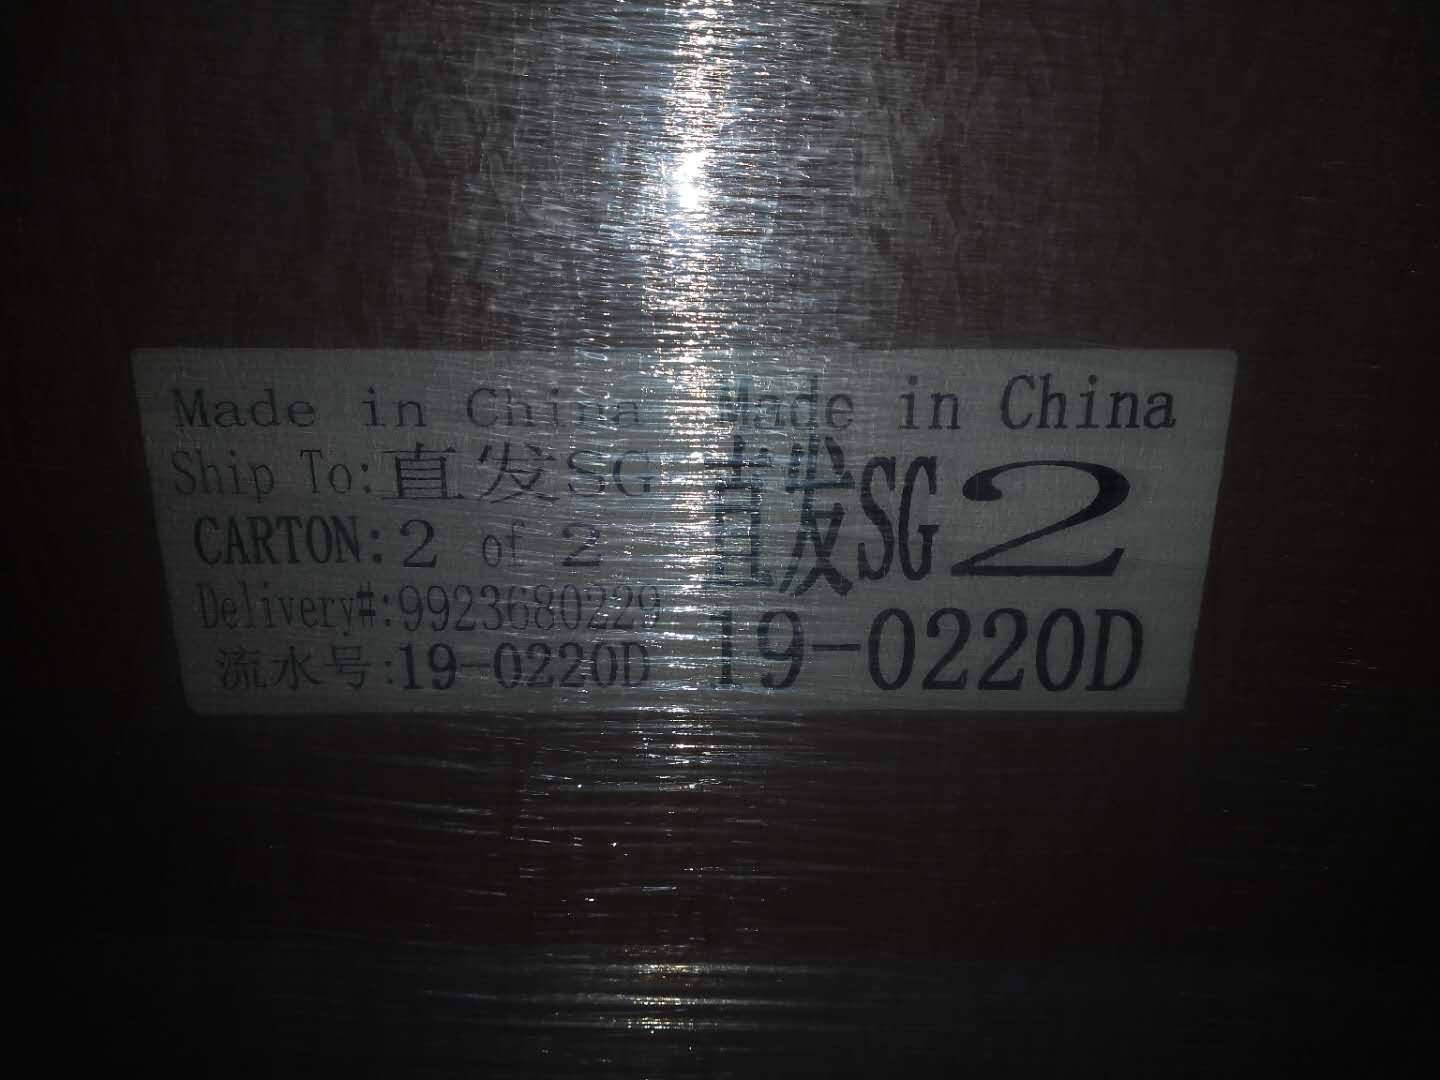 Made in China
Ship To:直发SG
CARTON:2 of 2
Delivery#:9923680229
流水号:19-0220D
Made in China
直发SG 2
19-0220D